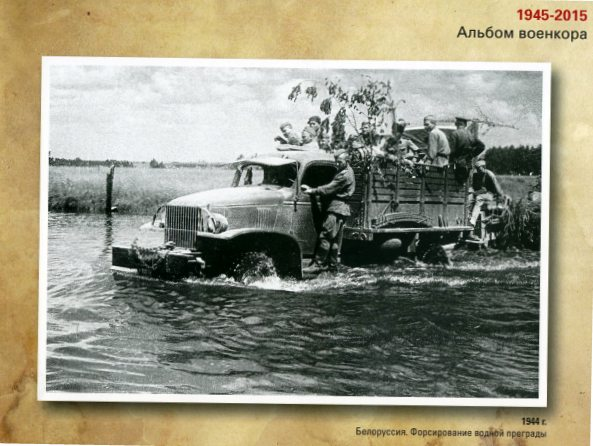 1945-2015
Альбом военкора
1944 г.
Белоруссия. Форсирование водной преграды